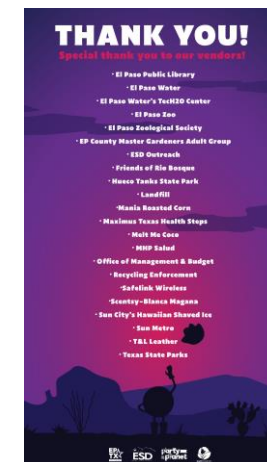 THANK YOU!
Special thank you to our vendors!
· El Paso Public Library
· El Paso Water
· El Paso Water's TecH2O Center
· El Paso Zoo
· El Paso Zoological Society
· EP County Master Gardeners Adult Group
· ESD Outreach
· Friends of Rio Bosque
· Hueco Tanks State Park
· Landfill
· Mania Roasted Corn
· Maximus Texas Health Steps
· Melt Me Coco
· MHP Salud
· Office of Management & Budget
· Recycling Enforcement
· Safelink Wireless
· Scentsy-Blanca Magana
· Sun City's Hawaiian Shaved Ice
· Sun Metro
· T&L Leather
· Texas State Parks
EP
TX
ESD
party
planet